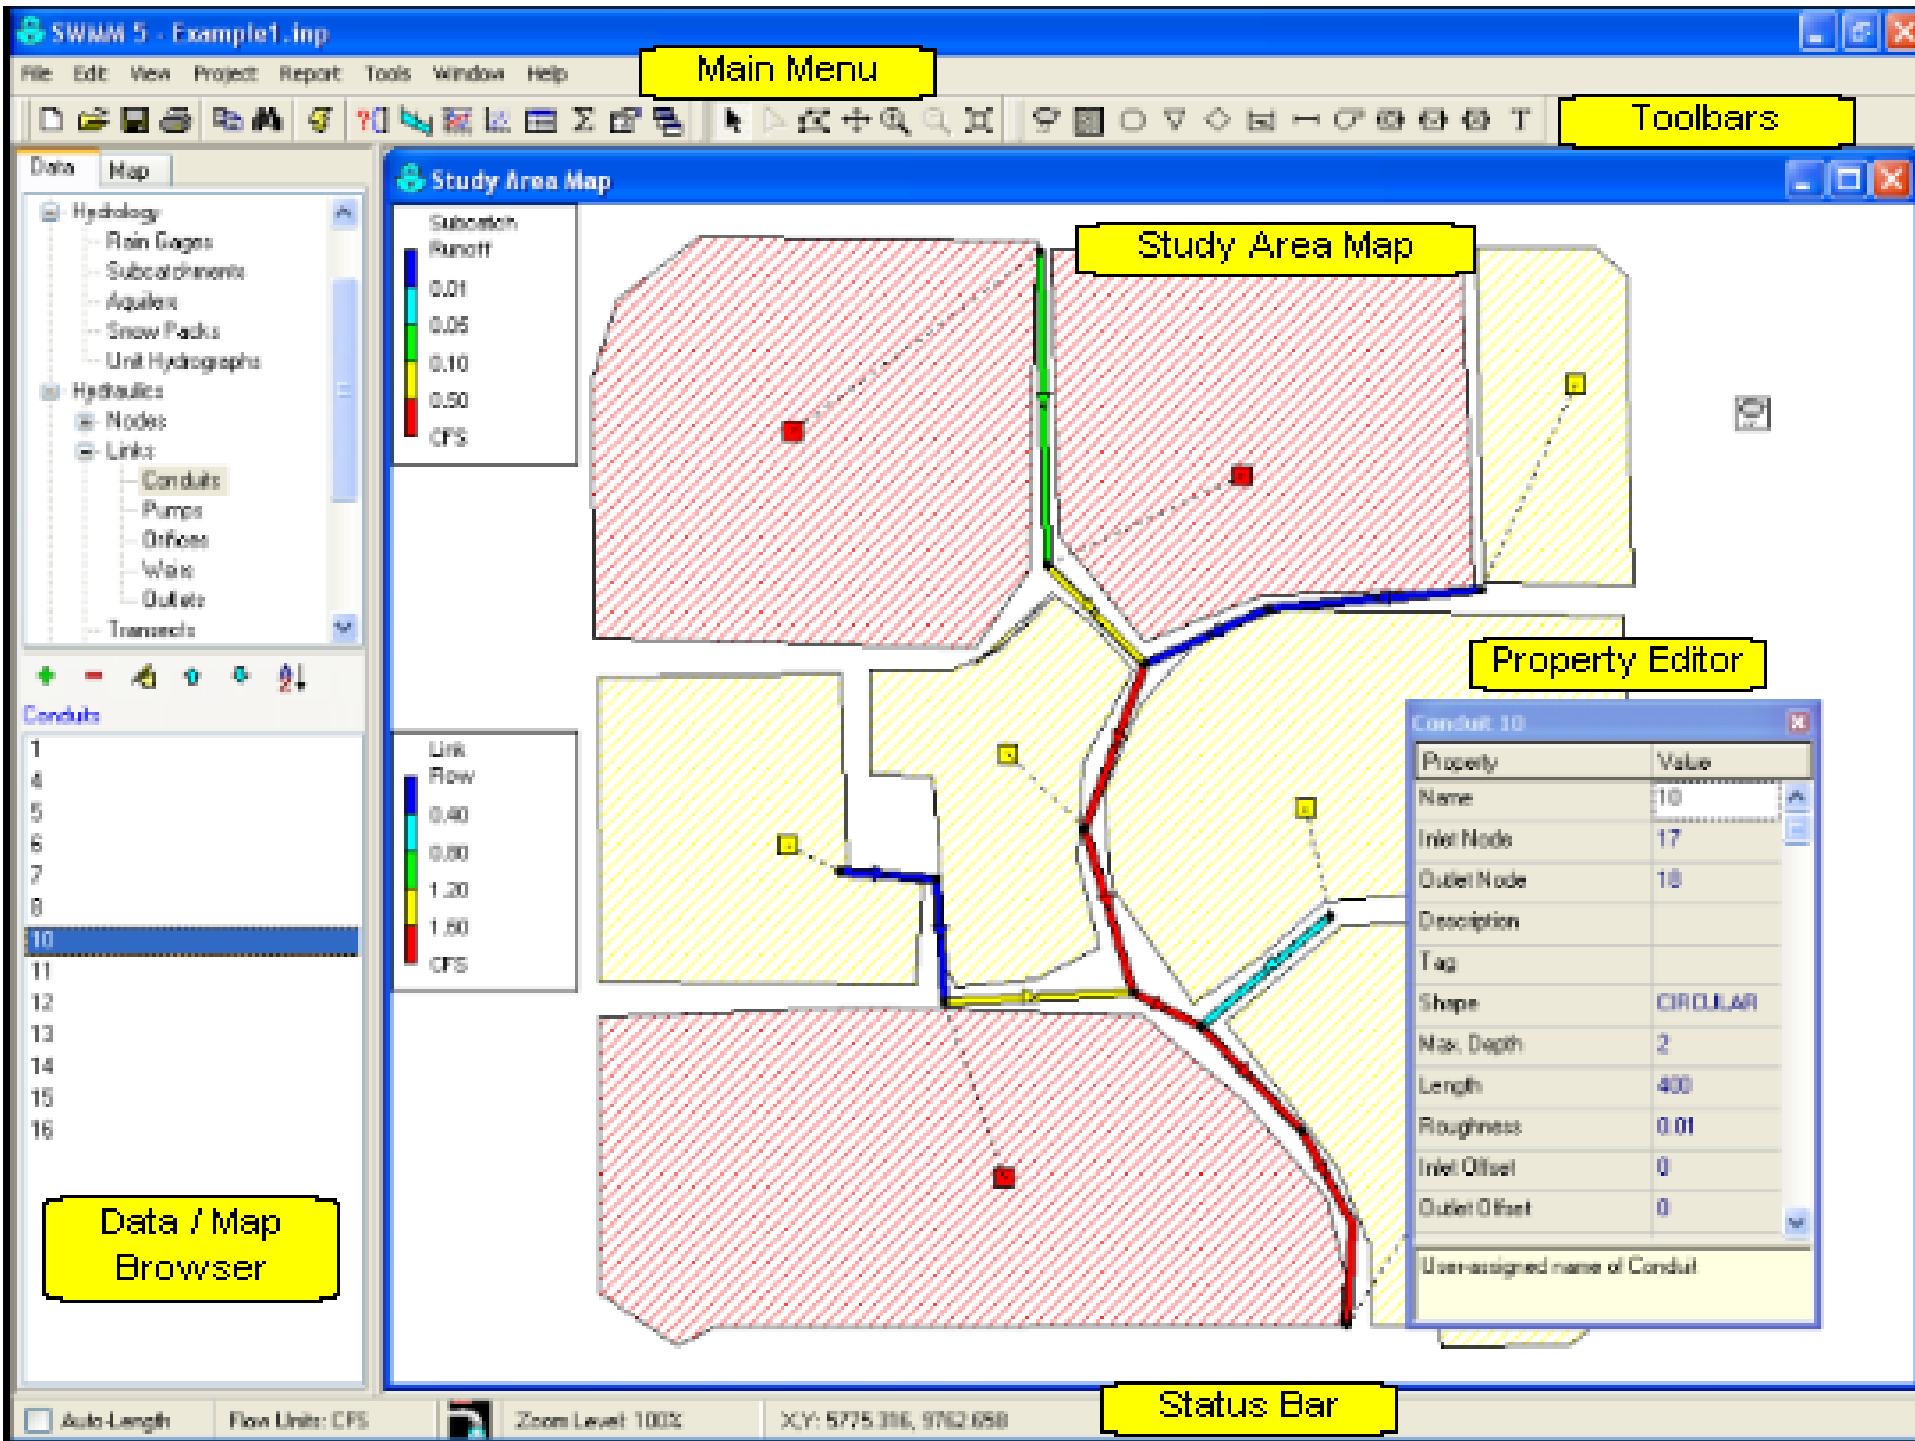 SWMM 5 - Example1.inp
File Edit View Project Report Tools Window Help
Main Menu
Toolbars
Data Map
Study Area Map
Hydrology
Rain Gages
Subcatchments
Aquifers
Snow Packs
Unit Hydrographs
Hydraulics
Nodes
Links
Conduits
Pumps
Orifices
Weirs
Outlets
Transects
Conduits
1
4
5
6
7
8
10
11
12
13
14
15
16
Data / Map
Browser
Subcatch
Runoff
0.01
0.05
0.10
0.50
CFS
Study Area Map
Link
Flow
0.40
0.80
1.20
1.60
CFS
Property Editor
Conduit 10
Property Value
Name 10
Inlet Node 17
Outlet Node 18
Description
Tag
Shape CIRCULAR
Max. Depth 2
Length 400
Roughness 0.01
Inlet Offset 0
Outlet Offset 0
User-assigned name of Conduit
Status Bar
Auto-Length Flow Units: CFS Zoom Level: 100% X,Y: 5775.316, 9762.658